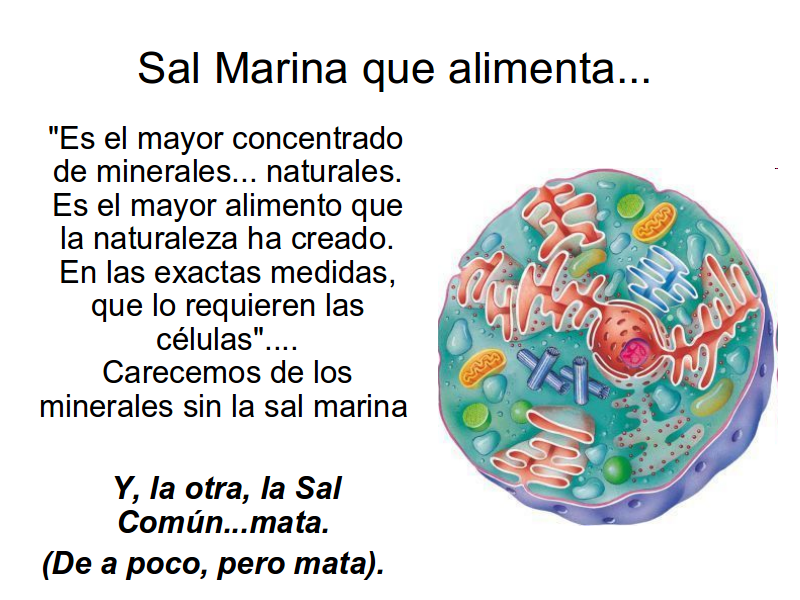 Sal Marina que alimenta...
"Es el mayor concentrado
de minerales... naturales.
Es el mayor alimento que
la naturaleza ha creado.
En las exactas medidas,
que lo requieren las
células"....
Carecemos de los
minerales sin la sal marina
Y, la otra, la Sal
Común...mata.
(De a poco, pero mata).